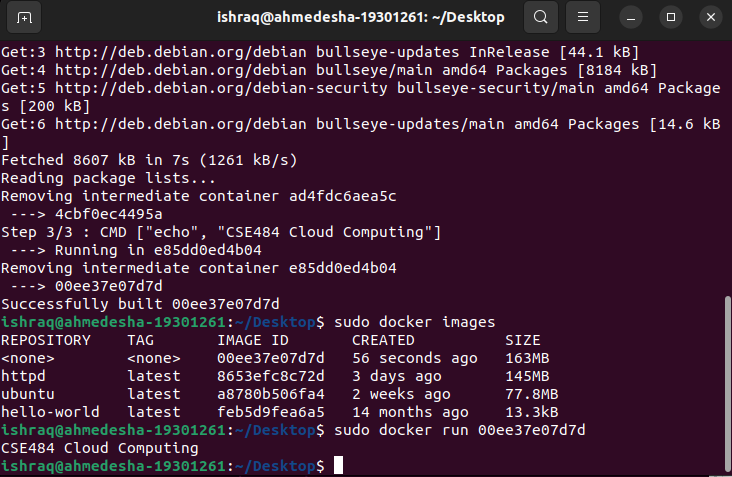 ishraq@ahmedesha-19301261: ~/Desktop
Get:3 http://deb.debian.org/debian bullseye-updates InRelease [44.1 kB]
Get:4 http://deb.debian.org/debian bullseye/main amd64 Packages [8184 kB]
Get:5 http://deb.debian.org/debian-security bullseye-security/main amd64 Package
s [200 kB]
Get:6 http://deb.debian.org/debian bullseye-updates/main amd64 Packages [14.6 kB
]
Fetched 8607 kB in 7s (1261 kB/s)
Reading package lists...
Removing intermediate container ad4fdc6aea5c
 ---> 4cbf0ec4495a
Step 3/3 : CMD ["echo", "CSE484 Cloud Computing"]
 ---> Running in e85dd0ed4b04
Removing intermediate container e85dd0ed4b04
 ---> 00ee37e07d7d
Successfully built 00ee37e07d7d
ishraq@ahmedesha-19301261:~/Desktop$ sudo docker images
REPOSITORY    TAG       IMAGE ID       CREATED          SIZE
<none>        <none>    00ee37e07d7d   56 seconds ago   163MB
httpd         latest    8653efc8c72d   3 days ago       145MB
ubuntu        latest    a8780b506fa4   2 weeks ago      77.8MB
hello-world   latest    feb5d9fea6a5   14 months ago    13.3kB
ishraq@ahmedesha-19301261:~/Desktop$ sudo docker run 00ee37e07d7d
CSE484 Cloud Computing
ishraq@ahmedesha-19301261:~/Desktop$